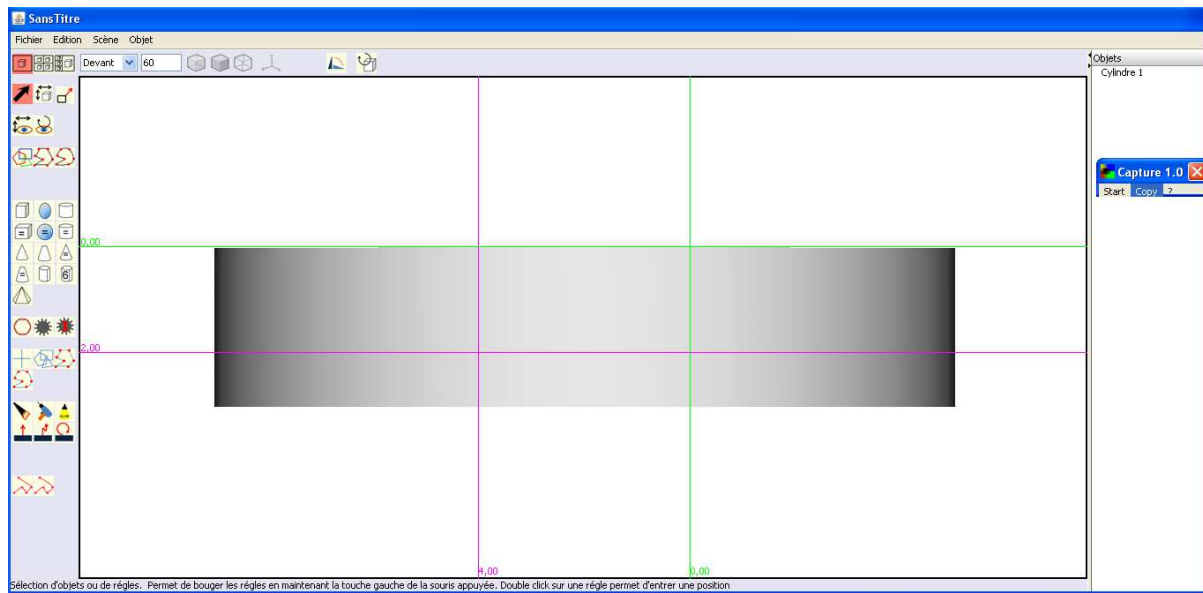 SansTitre
Fichier Edition Scène Objet
Devant 60
Objets
Cylindre 1
Capture 1.0
Start Copy ?
0,00
6
2,00
4,00 0,00
Sélection d'objets ou de régles. Permet de bouger les régles en maintenant la touche gauche de la souris appuyée. Double click sur une régle permet d'entrer une position